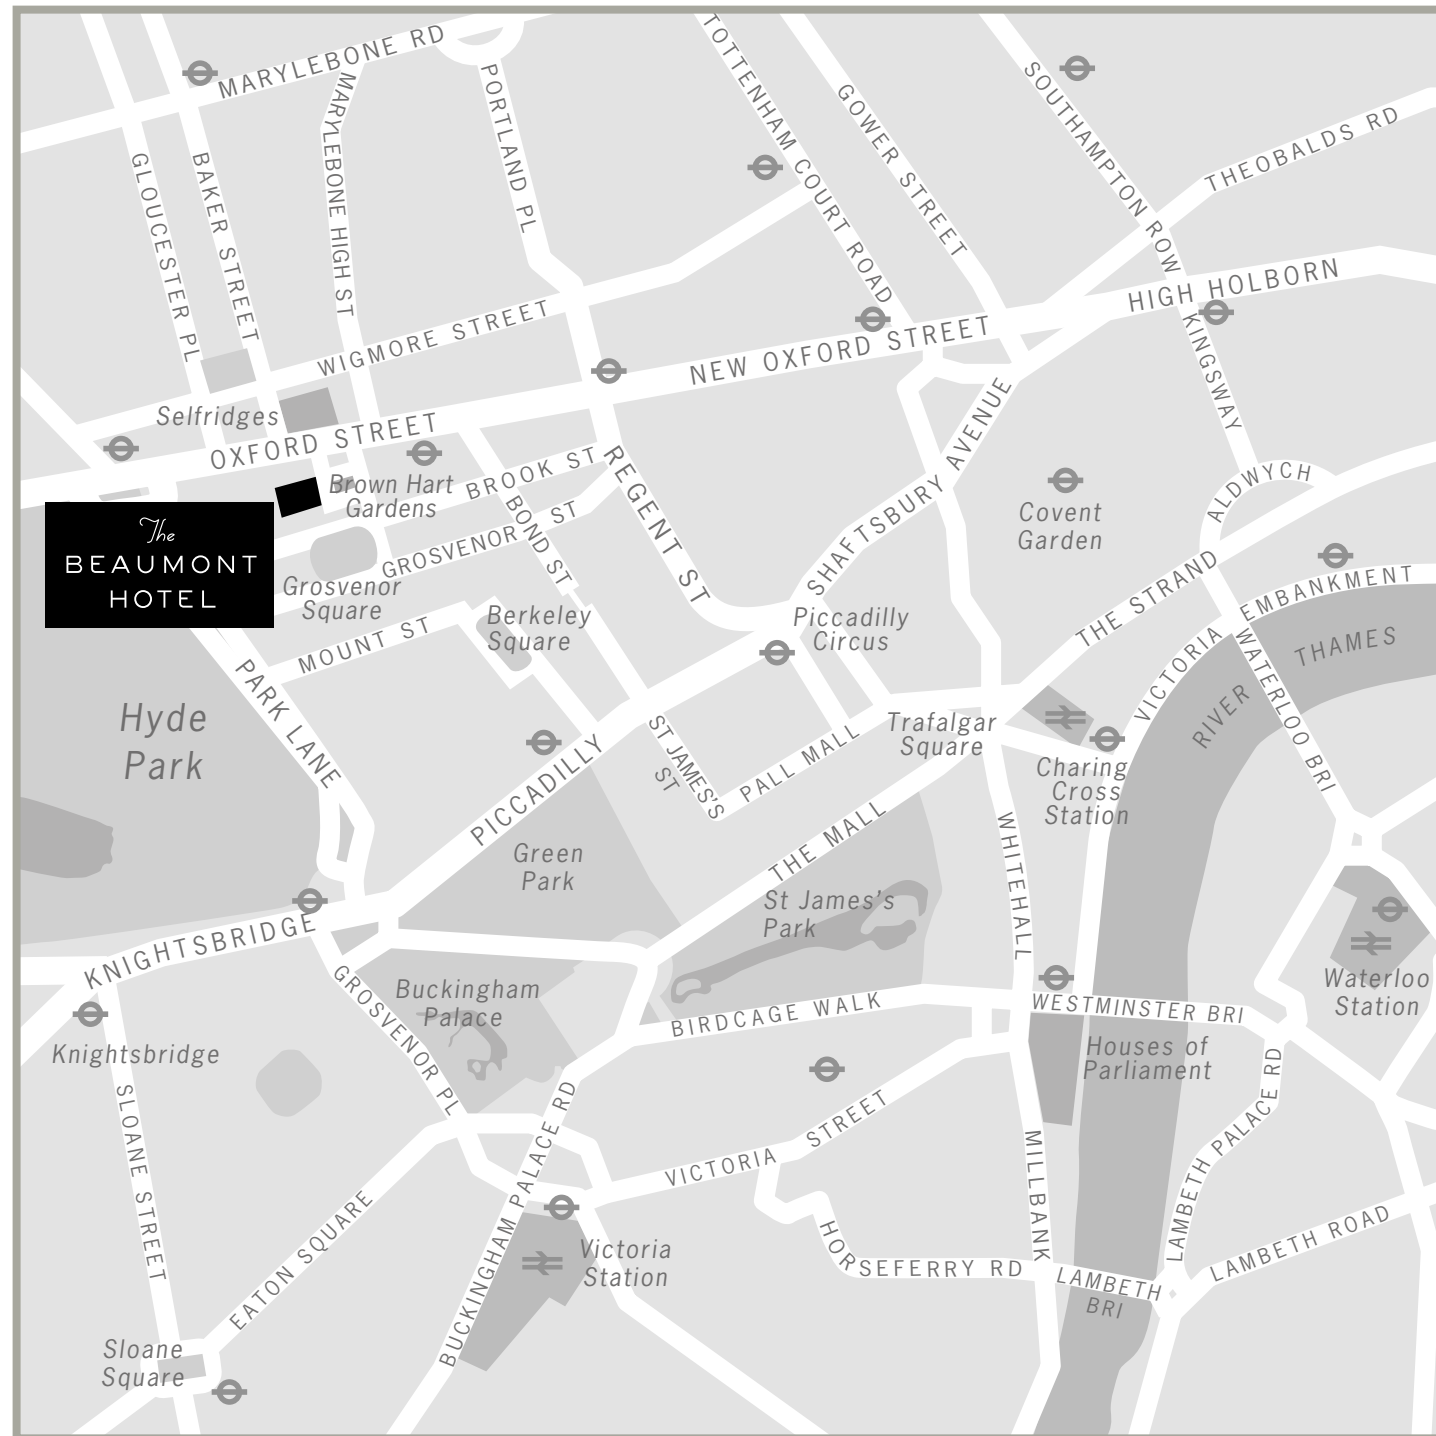 MARYLEBONE RD
TOTTENHAM COURT ROAD
GOWER STREET
SOUTHAMPTON ROW
THEOBALDS RD
PORTLAND PL
MARYLEBONE HIGH ST
GLOUCESTER PL
BAKER STREET
HIGH HOLBORN
WIGMORE STREET
NEW OXFORD STREET
KINGSWAY
Selfridges
OXFORD STREET
SHAFTSBURY AVENUE
BROOK ST
REGENT ST
Brown Hart
Gardens
BOND ST
GROSVENOR ST
ALDWYCH
Covent
Garden
The
BEAUMONT
HOTEL
Grosvenor
Square
Berkeley
Square
MOUNT ST
Piccadilly
Circus
THE STRAND
VICTORIA EMBANKMENT
WATERLOO BRI
RIVER THAMES
PARK LANE
Hyde
Park
ST JAMES'S
ST
PALL MALL
Trafalgar
Square
PICCADILLY
Charing
Cross
Station
THE MALL
WHITEHALL
Green
Park
St James's
Park
KNIGHTSBRIDGE
GROSVENOR PL
Buckingham
Palace
BIRDCAGE WALK
WESTMINSTER BRI
Waterloo
Station
Knightsbridge
Houses of
Parliament
SLOANE STREET
BUCKINGHAM PALACE RD
VICTORIA STREET
MILLBANK
LAMBETH PALACE RD
EATON SQUARE
Victoria
Station
HORSEFERRY RD
LAMBETH
BRI
LAMBETH ROAD
Sloane
Square